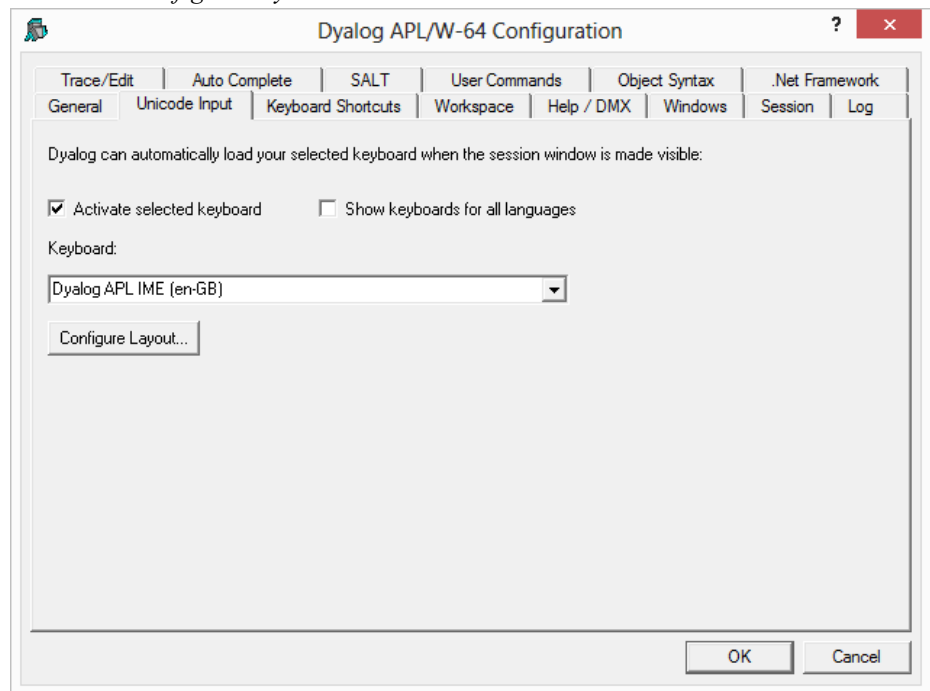 Dyalog APL/W-64 Configuration ? ×
Trace/Edit Auto Complete SALT User Commands Object Syntax .Net Framework
General Unicode Input Keyboard Shortcuts Workspace Help / DMX Windows Session Log
Dyalog can automatically load your selected keyboard when the session window is made visible:
Activate selected keyboard Show keyboards for all languages
Keyboard:
Dyalog APL IME (en-GB)
Configure Layout...
OK Cancel